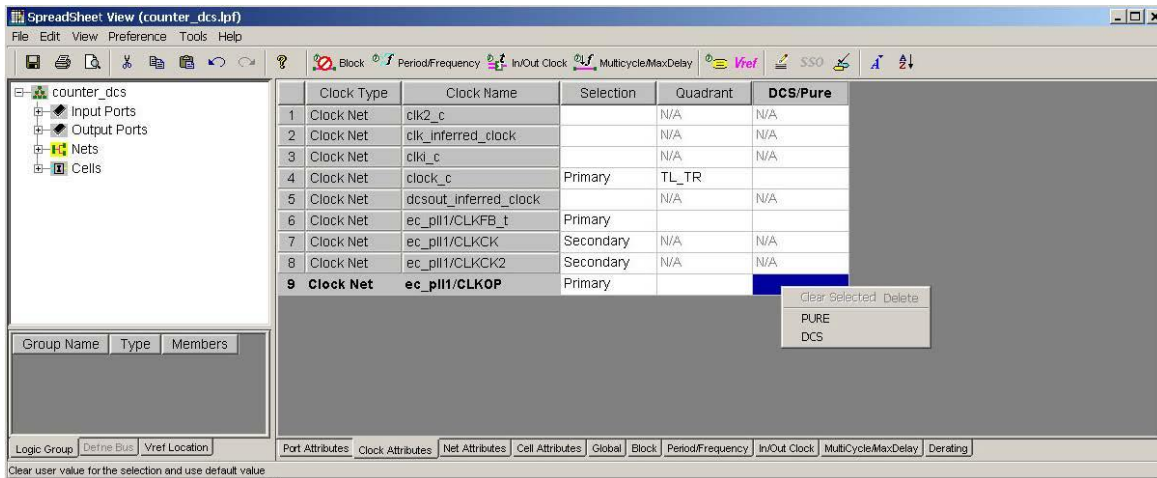 SpreadSheet View (counter_dcs.lpf)
File Edit View Preference Tools Help
Block Period/Frequency In/Out Clock Multicycle/MaxDelay Vref SSO
counter_dcs
Input Ports
Output Ports
Nets
Cells
Clock Type Clock Name Selection Quadrant DCS/Pure
1 Clock Net clk2_c N/A N/A
2 Clock Net clk_inferred_clock N/A N/A
3 Clock Net clki_c N/A N/A
4 Clock Net clock_c Primary TL_TR
5 Clock Net dcsout_inferred_clock N/A N/A
6 Clock Net ec_pll1/CLKFB_t Primary
7 Clock Net ec_pll1/CLKCK Secondary N/A N/A
8 Clock Net ec_pll1/CLKCK2 Secondary N/A N/A
9 Clock Net ec_pll1/CLKOP Primary
Clear Selected Delete
PURE
DCS
Group Name Type Members
Logic Group Define Bus Vref Location
Port Attributes Clock Attributes Net Attributes Cell Attributes Global Block Period/Frequency In/Out Clock MultiCycle/MaxDelay Derating
Clear user value for the selection and use default value